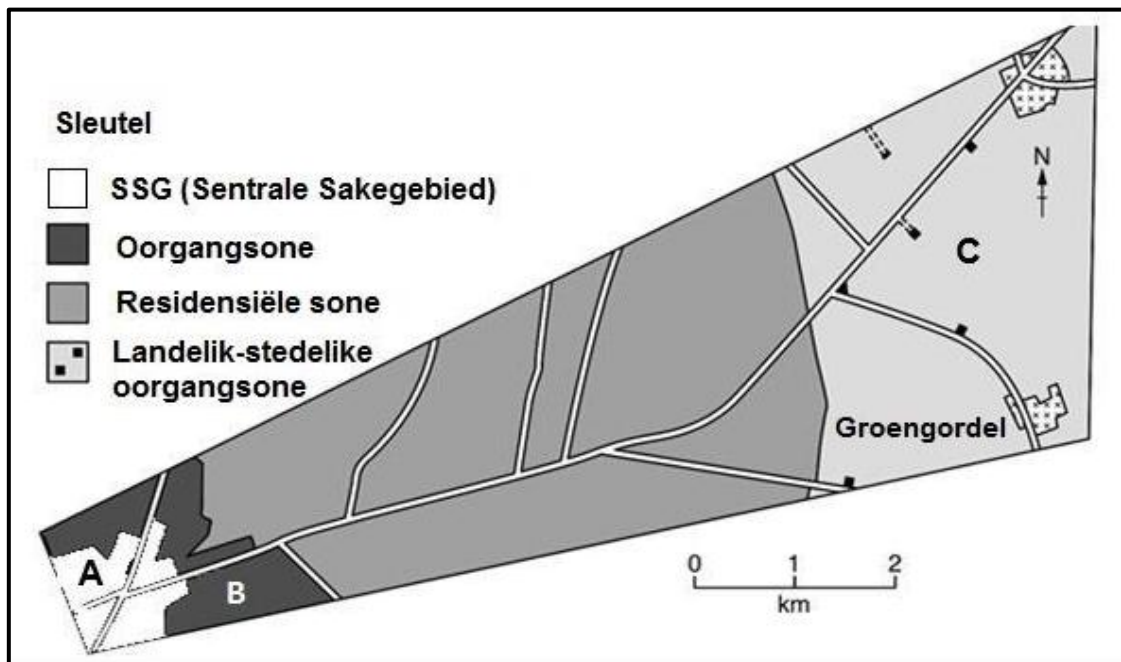 Sleutel
SSG (Sentrale Sakegebied)
Oorgangsone
Residensiële sone
Landelik-stedelike
oorgangsone
N
C
Groengordel
A
B
0 1 2
km